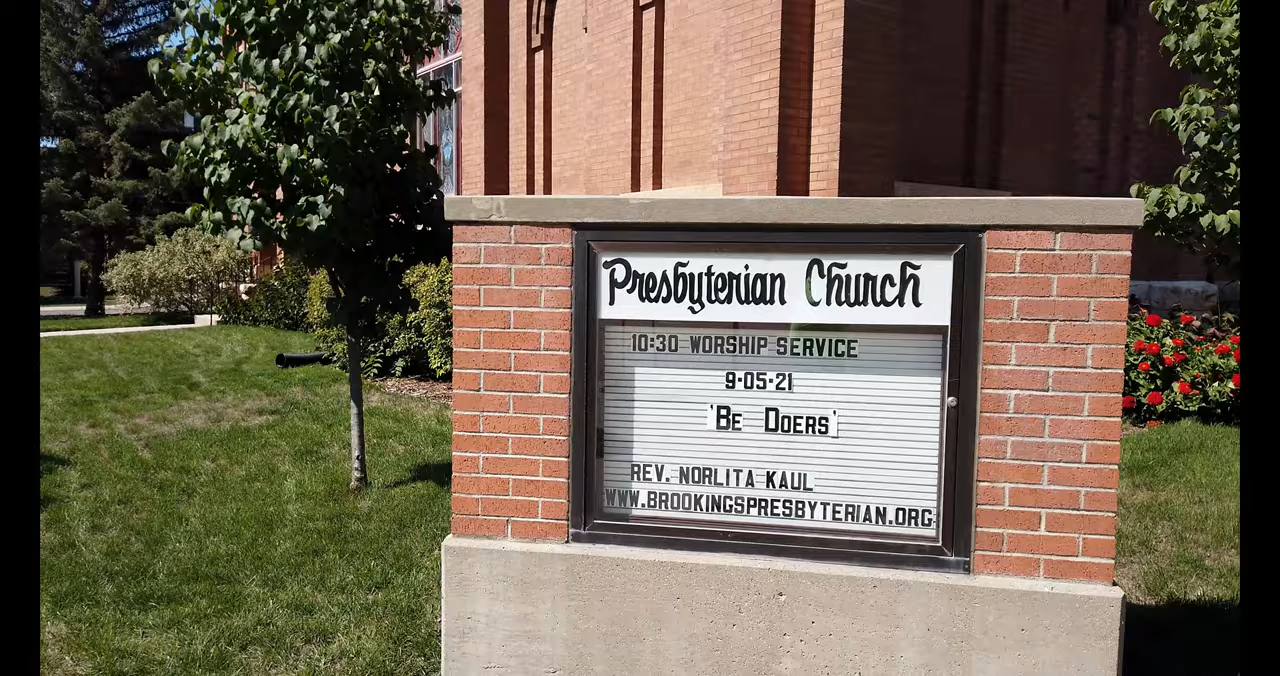 Presbyterian Church
10:30 WORSHIP SERVICE
9-05-21
'BE DOERS'
REV. NORLITA KAUL
WWW.BROOKINGSPRESBYTERIAN.ORG